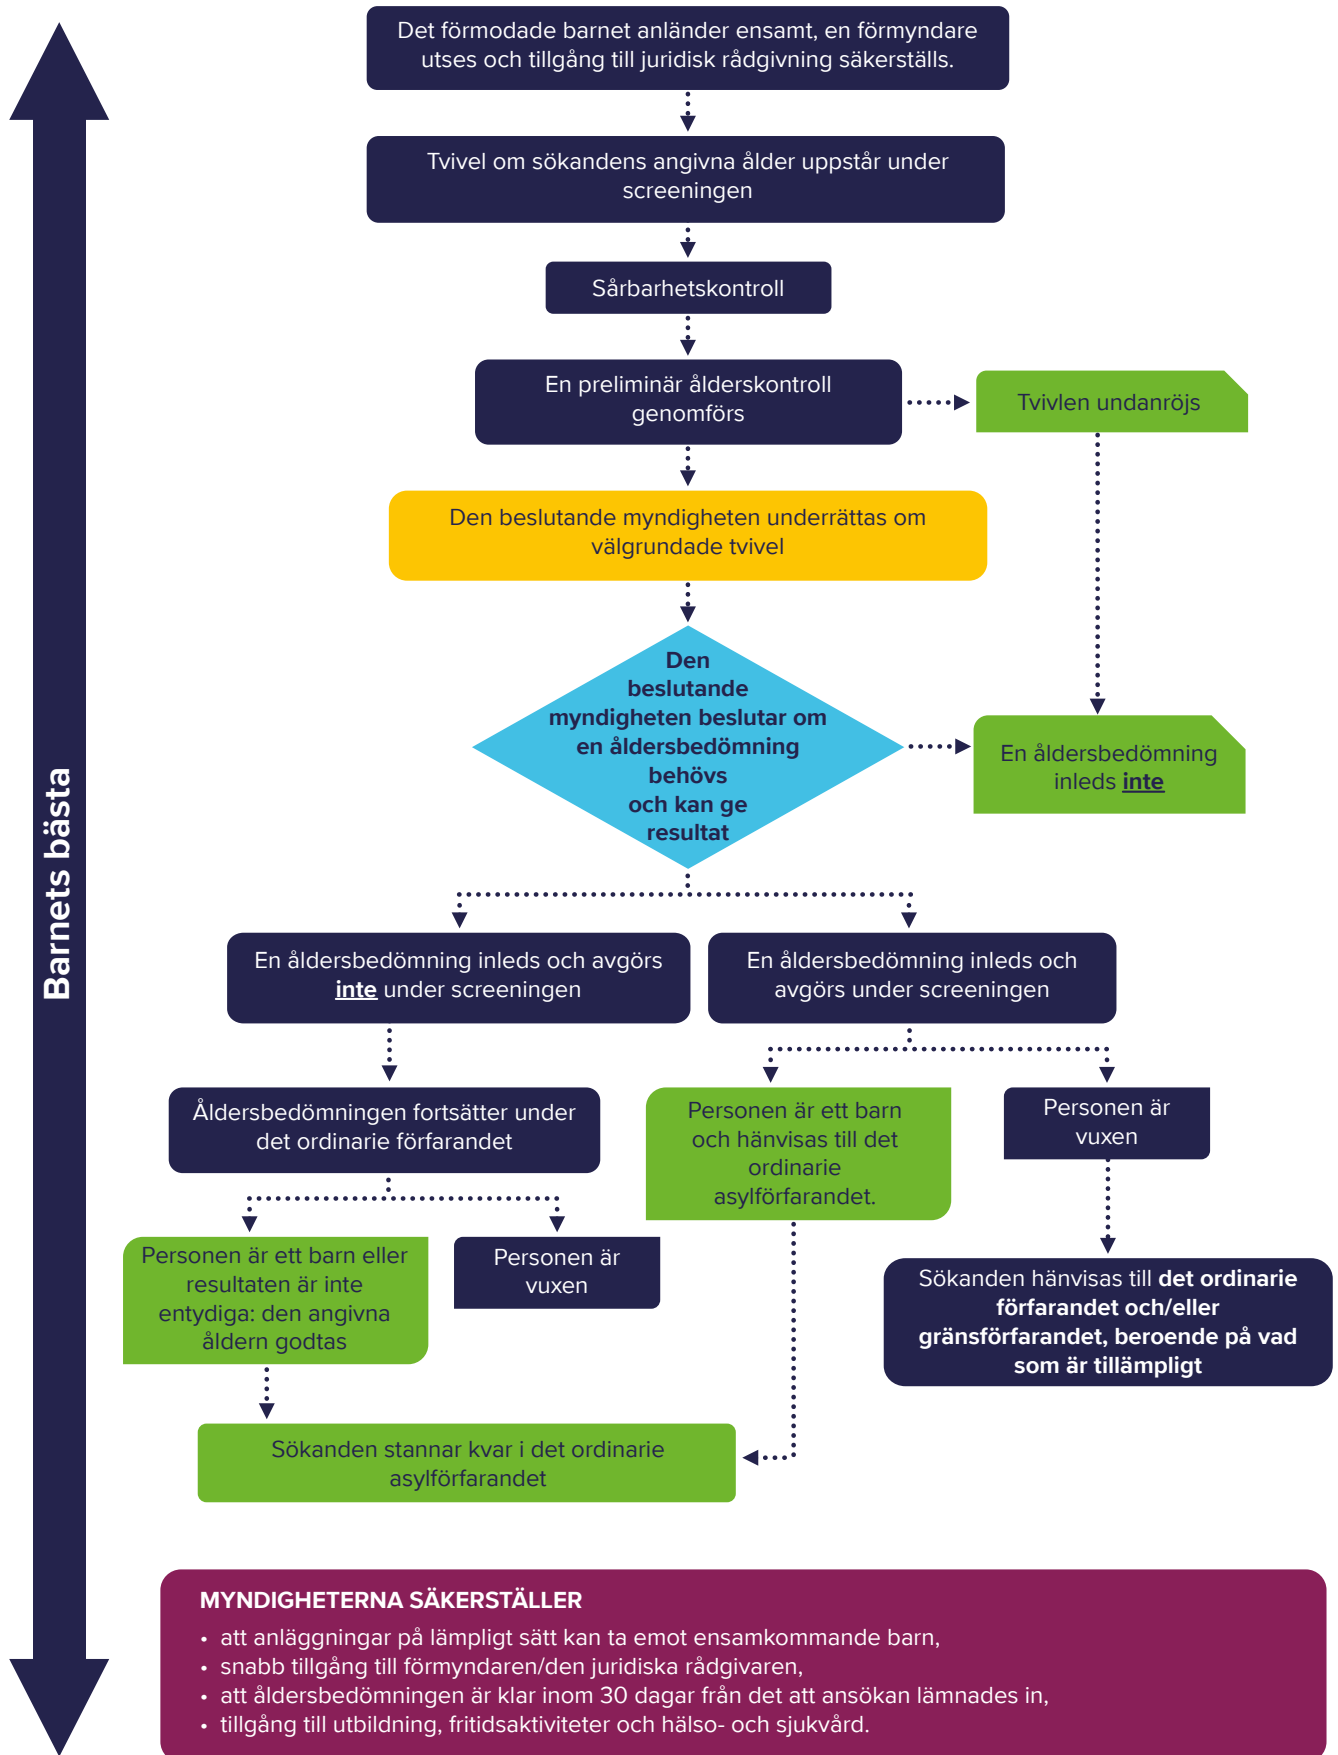 Det förmodade barnet anländer ensamt, en förmyndare
utses och tillgång till juridisk rådgivning säkerställs.
Tvivel om sökandens angivna ålder uppstår under
screeningen
Sårbarhetskontroll
En preliminär ålderskontroll
genomförs
Tvivlen undanröjs
Den beslutande myndigheten underrättas om
välgrundade tvivel
Den
beslutande
myndigheten beslutar om
en åldersbedömning
behövs
och kan ge
resultat
En åldersbedömning
inleds inte
Barnets bästa
En åldersbedömning inleds och avgörs
inte under screeningen
En åldersbedömning inleds och
avgörs under screeningen
Åldersbedömningen fortsätter under
det ordinarie förfarandet
Personen är ett barn
och hänvisas till det
ordinarie
asylförfarandet.
Personen är
vuxen
Personen är ett barn eller
resultaten är inte
entydiga: den angivna
åldern godtas
Personen är
vuxen
Sökanden hänvisas till det ordinarie
förfarandet och/eller
gränsförfarandet, beroende på vad
som är tillämpligt
Sökanden stannar kvar i det ordinarie
asylförfarandet
MYNDIGHETERNA SÄKERSTÄLLER
• att anläggningar på lämpligt sätt kan ta emot ensamkommande barn,
• snabb tillgång till förmyndaren/den juridiska rådgivaren,
• att åldersbedömningen är klar inom 30 dagar från det att ansökan lämnades in,
• tillgång till utbildning, fritidsaktiviteter och hälso- och sjukvård.